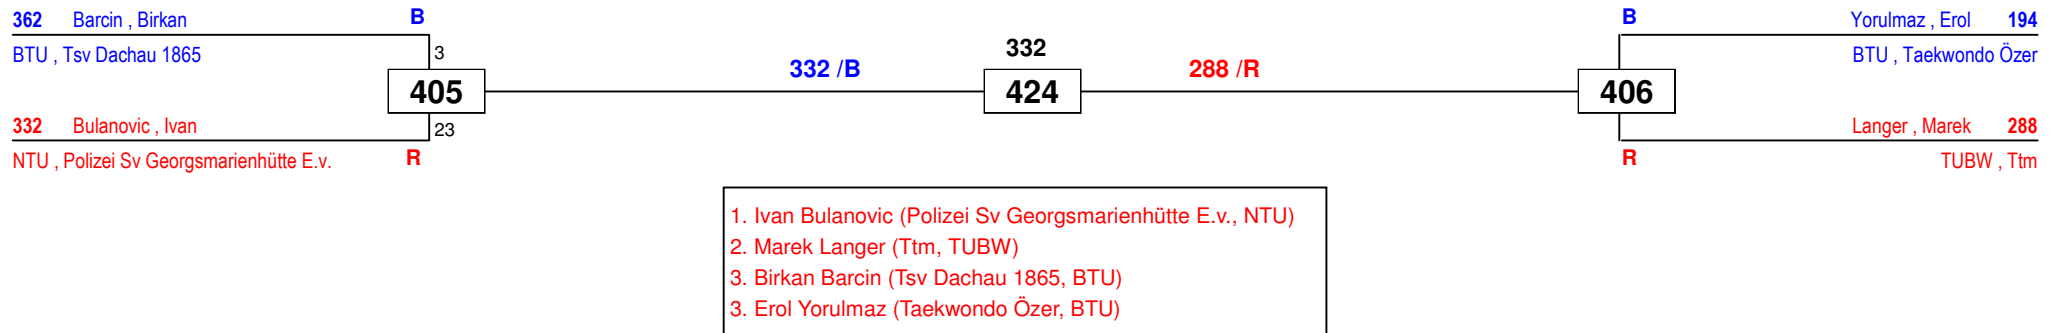 362 Barcin , Birkan B
BTU , Tsv Dachau 1865
3
405
23
332 Bulanovic , Ivan
NTU , Polizei Sv Georgsmarienhütte E.v. R
332 /B
332
424
288 /R
B Yorulmaz , Erol 194
BTU , Taekwondo Özer
406
Langer , Marek 288
R TUBW , Ttm
1. Ivan Bulanovic (Polizei Sv Georgsmarienhütte E.v., NTU)
2. Marek Langer (Ttm, TUBW)
3. Birkan Barcin (Tsv Dachau 1865, BTU)
3. Erol Yorulmaz (Taekwondo Özer, BTU)